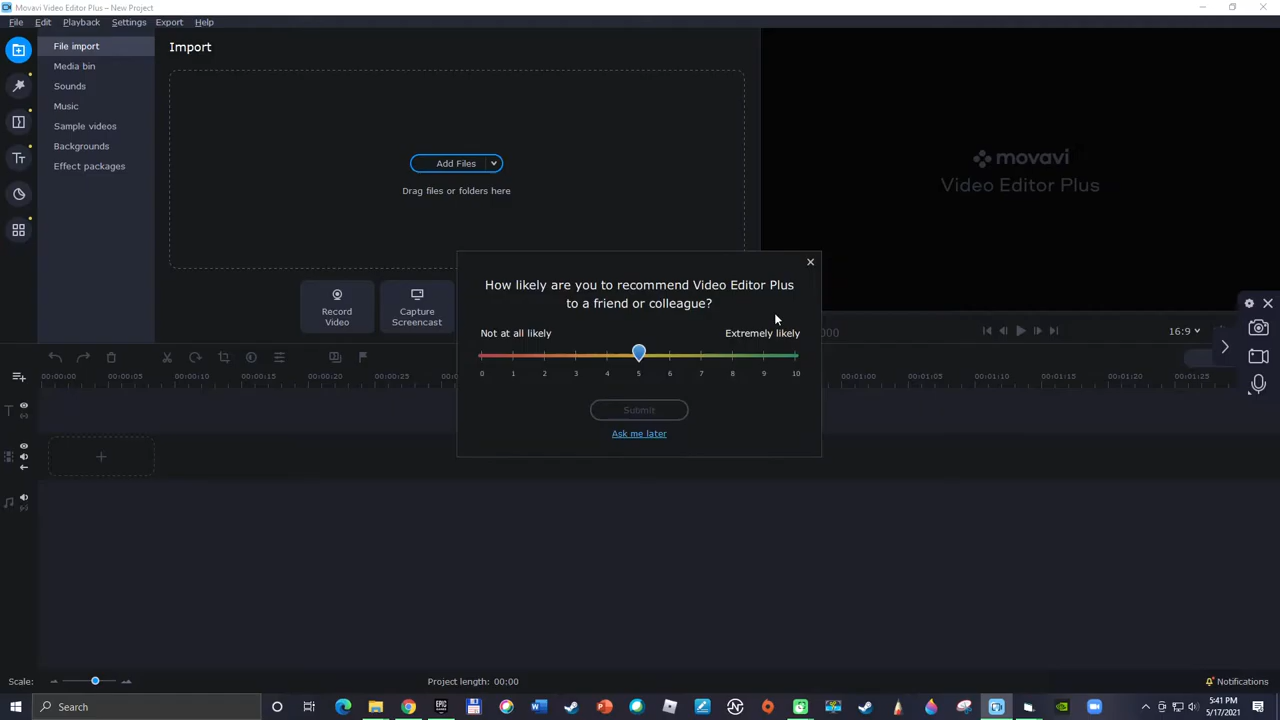 Movavi Video Editor Plus – New Project
File Edit Playback Settings Export Help
File import
Media bin
Sounds
Music
Sample videos
Backgrounds
Effect packages
Import
Add Files
Drag files or folders here
Record
Video
Capture
Screencast
movavi
Video Editor Plus
How likely are you to recommend Video Editor Plus
to a friend or colleague?
Not at all likely Extremely likely
0 1 2 3 4 5 6 7 8 9 10
Submit
Ask me later
000
16:9
00:00:00 00:00:05 00:00:10 00:00:15 00:00:20 00:00:25 00:00:30 00:01:00 00:01:05 00:01:10 00:01:15 00:01:20 00:01:25
Scale:
Project length: 00:00
Notifications
Search
EPIC
5:41 PM
5/17/2021